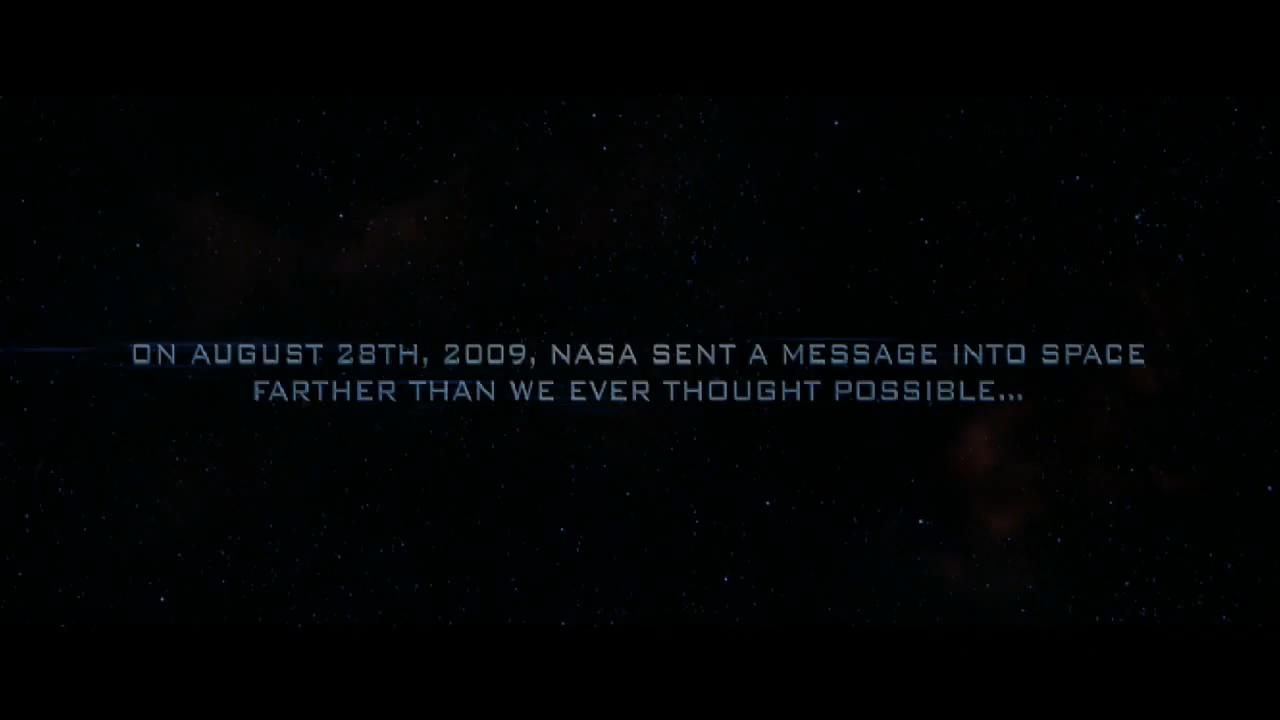 ON AUGUST 28TH, 2009, NASA SENT A MESSAGE INTO SPACE
FARTHER THAN WE EVER THOUGHT POSSIBLE...